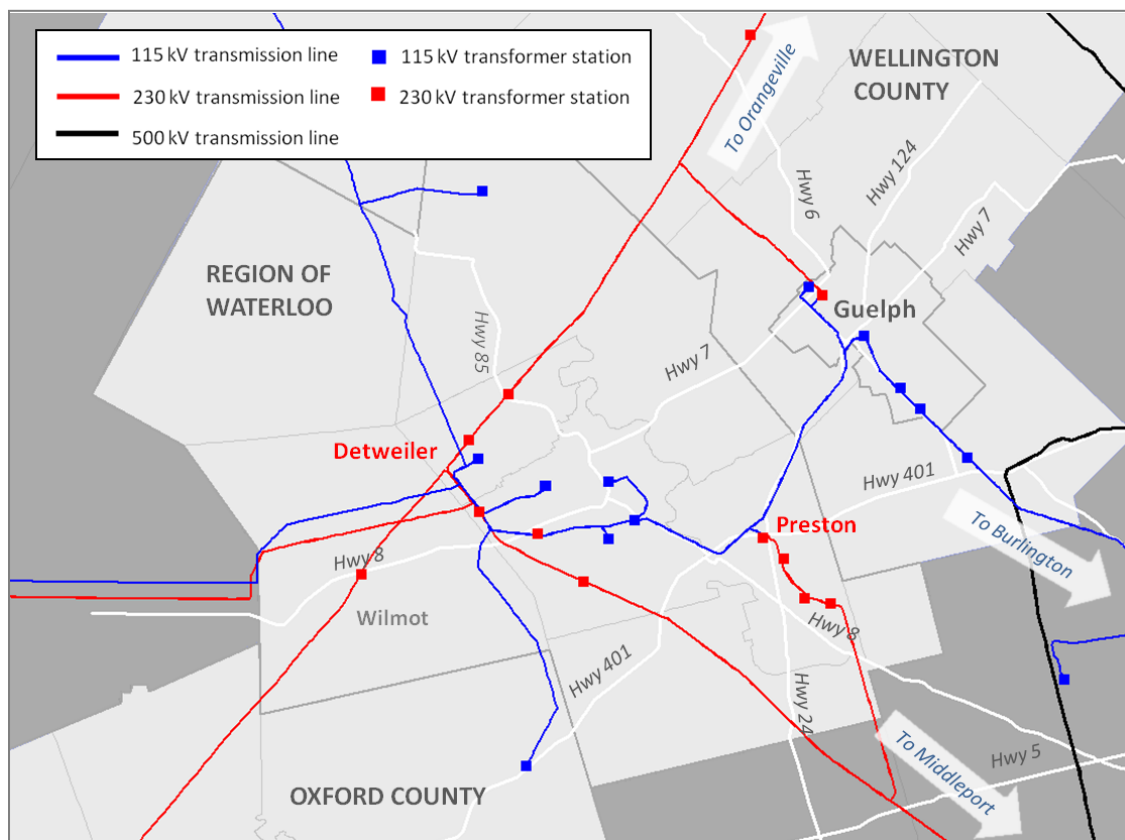 115 kV transmission line
115 kV transformer station
230 kV transmission line
230 kV transformer station
500 kV transmission line
To Orangeville
WELLINGTON
COUNTY
Hwy 124
Hwy 6
Hwy 7
REGION OF
WATERLOO
Guelph
Hwy 85
Hwy 7
Detweiler
Hwy 401
Preston
To Burlington
Hwy 8
Wilmot
Hwy 8
Hwy 401
Hwy 24
To Middleport
Hwy 5
OXFORD COUNTY